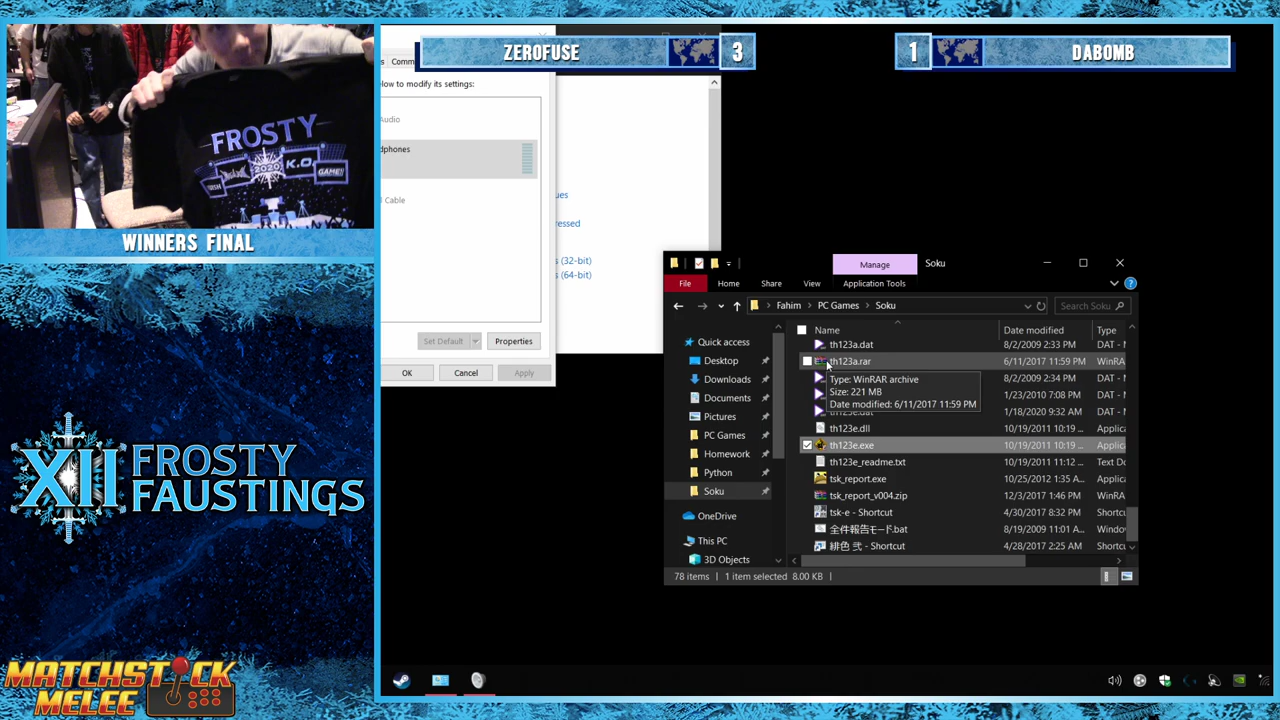 ZEROFUSE
3
1
DABOMB
FROSTY
2020
K.O.
GAME!!
WINNERS FINAL
XII FROSTY
FAUSTINGS
MATCHSTICK
MELEE
s Comm
elow to modify its settings:
Audio
dphones
l Cable
Set Default
Properties
OK
Cancel
Apply
ues
ressed
s (32-bit)
s (64-bit)
Manage
Soku
File
Home
Share
View
Application Tools
Fahim
PC Games
Soku
Search Soku
Name
Date modified
Type
Quick access
Desktop
Downloads
Documents
Pictures
PC Games
Homework
Python
Soku
OneDrive
This PC
3D Objects
th123a.dat 8/2/2009 2:33 PM DAT - M
th123a.rar 6/11/2017 11:59 PM WinRA
8/2/2009 2:34 PM DAT - M
1/23/2010 7:08 PM DAT - M
1/18/2020 9:32 AM DAT - M
Type: WinRAR archive
Size: 221 MB
Date modified: 6/11/2017 11:59 PM
th123e.dll 10/19/2011 10:19 ... Applica
th123e.exe 10/19/2011 10:19 ... Applica
th123e_readme.txt 10/19/2011 11:12 ... Text Do
tsk_report.exe 10/25/2012 1:35 A... Applica
tsk_report_v004.zip 12/3/2017 1:46 PM WinRA
tsk-e - Shortcut 4/30/2017 8:32 PM Shortcu
全件報告モード.bat 8/19/2009 11:01 A... Windo
緋色 弐 - Shortcut 4/28/2017 2:25 AM Shortcu
78 items
1 item selected 8.00 KB